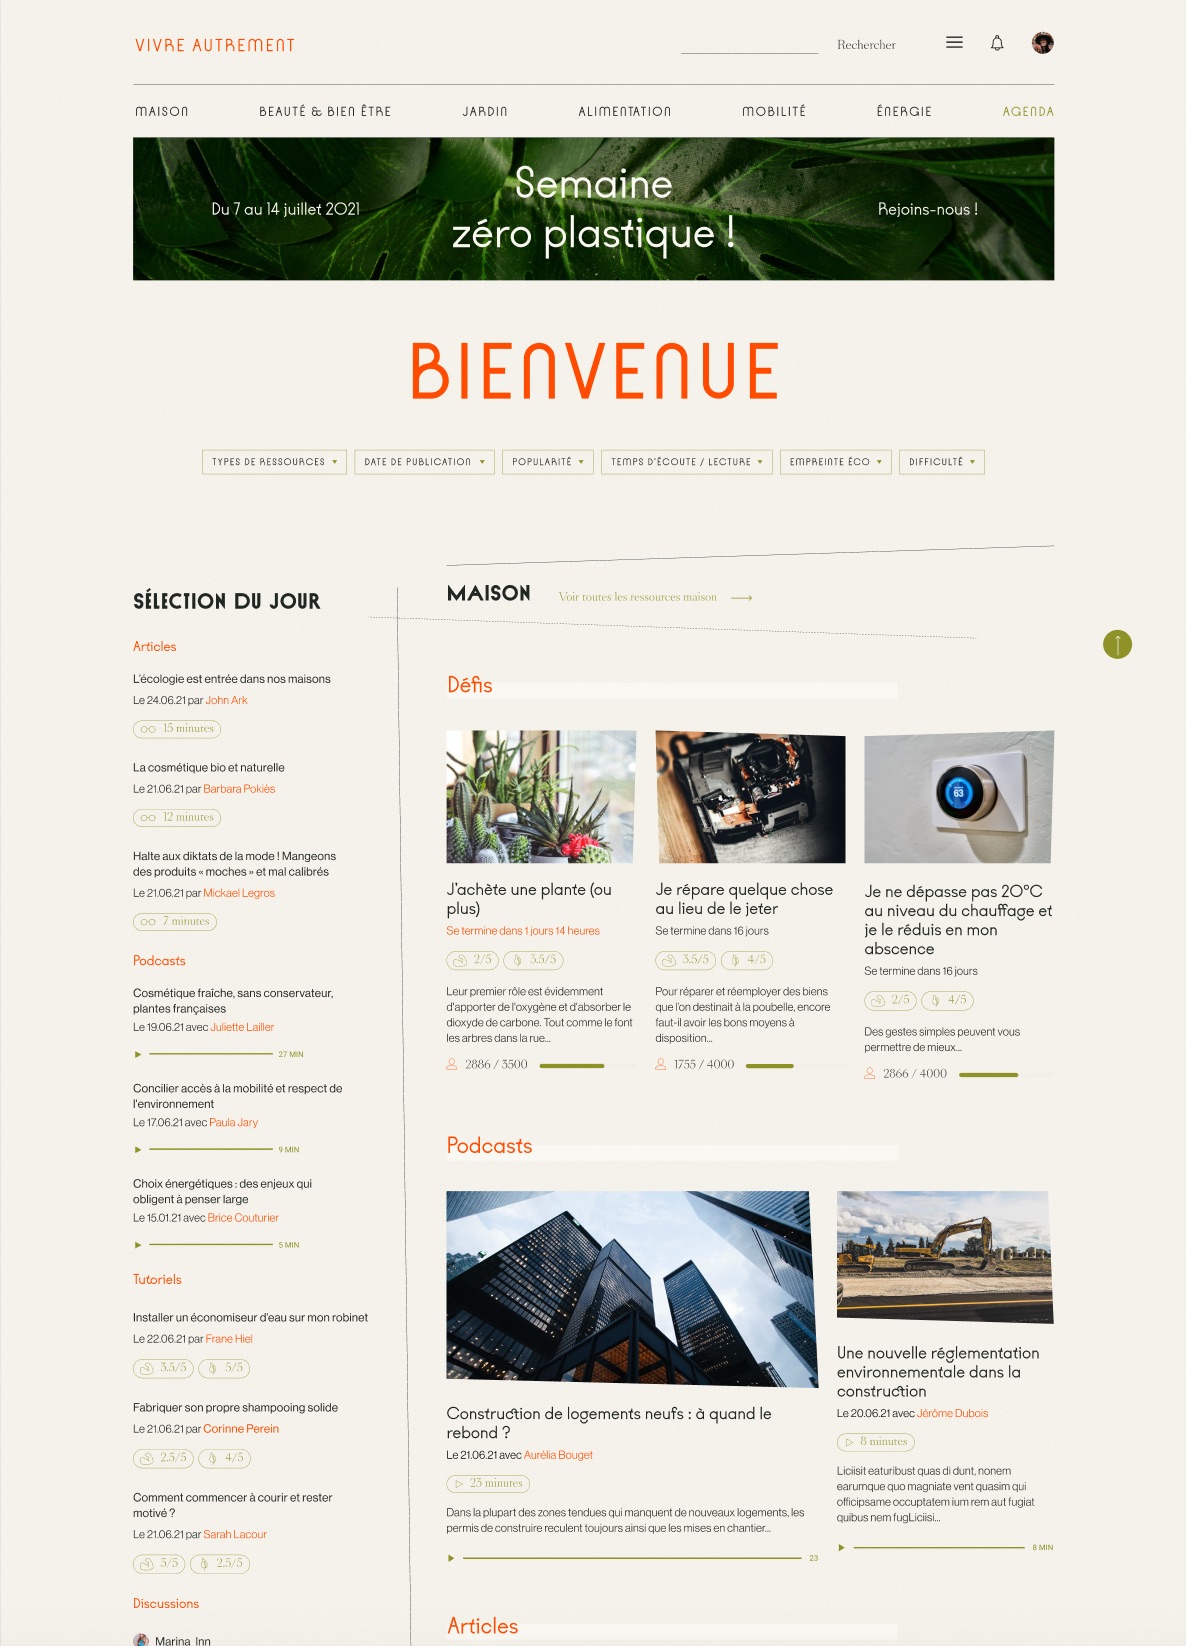 VIVRE AUTREMENT
Rechercher
MAISON
BEAUTÉ & BIEN ÊTRE
JARDIN
ALIMENTATION
MOBILITÉ
ÉNERGIE
AGENDA
Du 7 au 14 juillet 2021
Semaine
zéro plastique !
Rejoins-nous !
BIENVENUE
TYPES DE RESSOURCES
DATE DE PUBLICATION
POPULARITÉ
TEMPS D'ÉCOUTE / LECTURE
EMPREINTE ÉCO
DIFFICULTÉ
SÉLECTION DU JOUR
Articles
L'écologie est entrée dans nos maisons
Le 24.06.21 par John Ark
15 minutes
La cosmétique bio et naturelle
Le 21.06.21 par Barbara Pokiès
12 minutes
Halte aux diktats de la mode ! Mangeons
des produits « moches » et mal calibrés
Le 21.06.21 par Mickael Legros
7 minutes
Podcasts
Cosmétique fraîche, sans conservateur,
plantes françaises
Le 19.06.21 avec Juliette Lailler
27 MIN
Concilier accès à la mobilité et respect de
l'environnement
Le 17.06.21 avec Paula Jary
9 MIN
Choix énergétiques : des enjeux qui
obligent à penser large
Le 15.01.21 avec Brice Couturier
5 MIN
Tutoriels
Installer un économiseur d'eau sur mon robinet
Le 22.06.21 par Frane Hiel
3.5/5
5/5
Fabriquer son propre shampooing solide
Le 21.06.21 par Corinne Perein
2.5/5
4/5
Comment commencer à courir et rester
motivé ?
Le 21.06.21 par Sarah Lacour
3/5
2.5/5
Discussions
Marina Inn
MAISON
Voir toutes les ressources maison
Défis
63
J'achète une plante (ou
plus)
Se termine dans 1 jours 14 heures
2/5
3.5/5
Leur premier rôle est évidemment
d'apporter de l'oxygène et d'absorber le
dioxyde de carbone. Tout comme le font
les arbres dans la rue...
2886 / 3500
Je répare quelque chose
au lieu de le jeter
Se termine dans 16 jours
3.5/5
4/5
Pour réparer et réemployer des biens
que l'on destinait à la poubelle, encore
faut-il avoir les bons moyens à
disposition...
1755 / 4000
Je ne dépasse pas 20°C
au niveau du chauffage et
je le réduis en mon
abscence
Se termine dans 16 jours
2/5
4/5
Des gestes simples peuvent vous
permettre de mieux...
2866 / 4000
Podcasts
Construction de logements neufs : à quand le
rebond ?
Le 21.06.21 avec Aurélia Bouget
23 minutes
Dans la plupart des zones tendues qui manquent de nouveaux logements, les
permis de construire reculent toujours ainsi que les mises en chantier...
23
Une nouvelle réglementation
environnementale dans la
construction
Le 20.06.21 avec Jérôme Dubois
8 minutes
Liciisit eaturibust quas di dunt, nonem
earumque quo magniate vent quasim qui
officipsame occuptatem ium rem aut fugiat
quibus nem fugLiciisi...
8 MIN
Articles